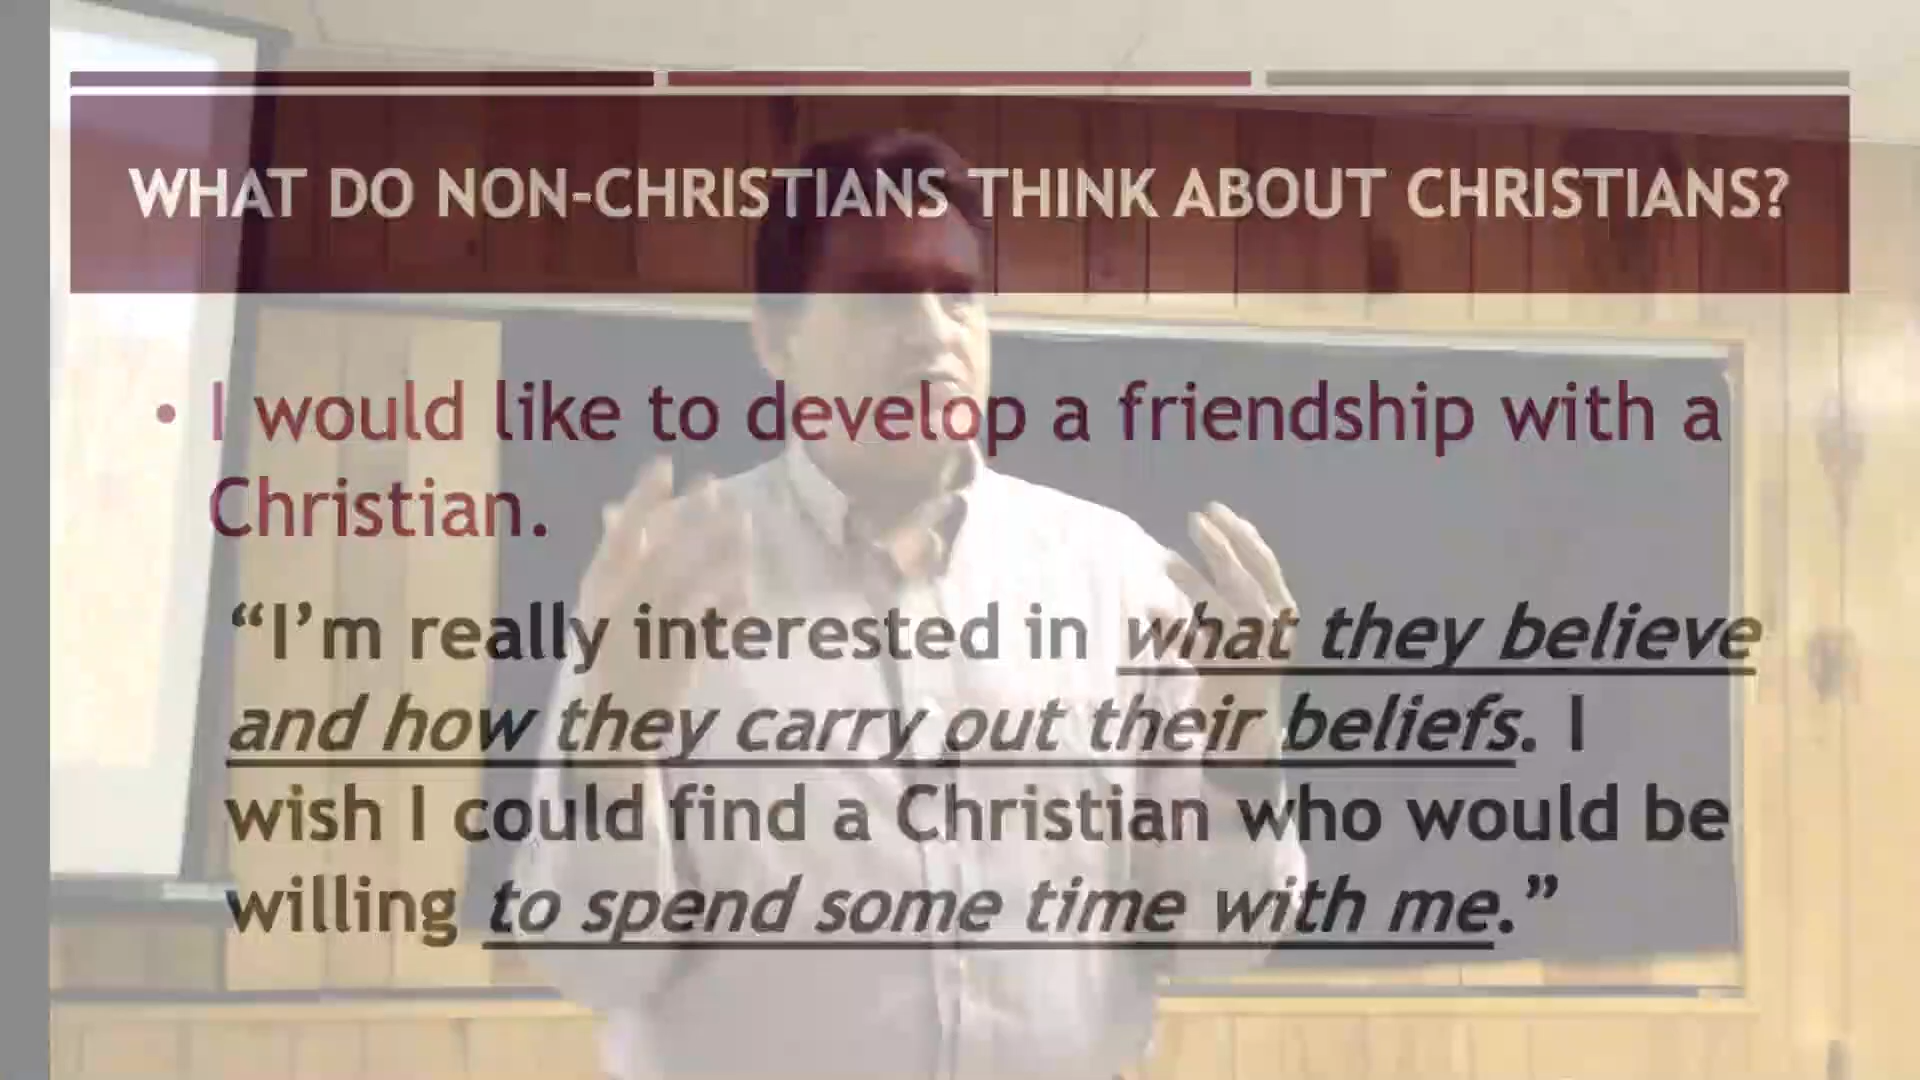 WHAT DO NON-CHRISTIANS THINK ABOUT CHRISTIANS?
• I would like to develop a friendship with a
Christian.
“I’m really interested in what they believe
and how they carry out their beliefs. I
wish I could find a Christian who would be
willing to spend some time with me.”